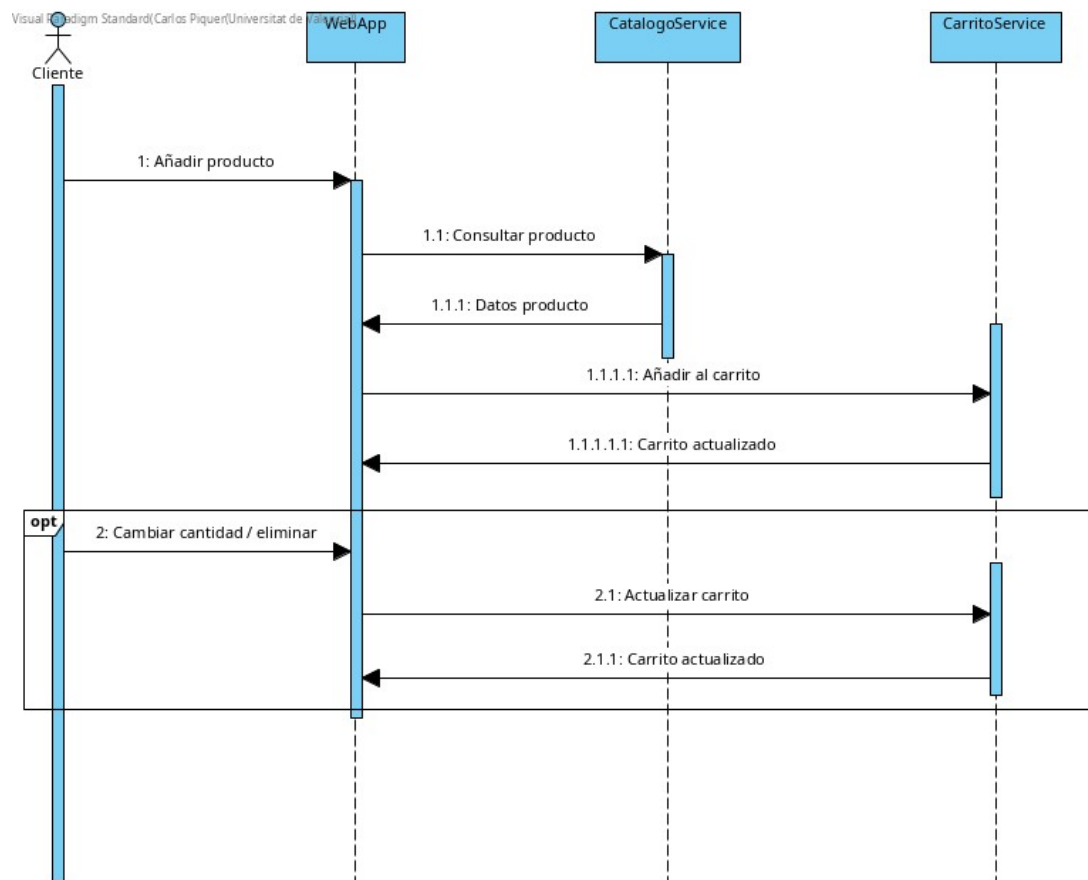 Visual Paradigm Standard(Carlos Piquer(Universitat de
WebApp
CatalogoService
CarritoService
Cliente
1: Añadir producto
1.1: Consultar producto
1.1.1: Datos producto
1.1.1.1: Añadir al carrito
1.1.1.1.1: Carrito actualizado
opt
2: Cambiar cantidad / eliminar
2.1: Actualizar carrito
2.1.1: Carrito actualizado